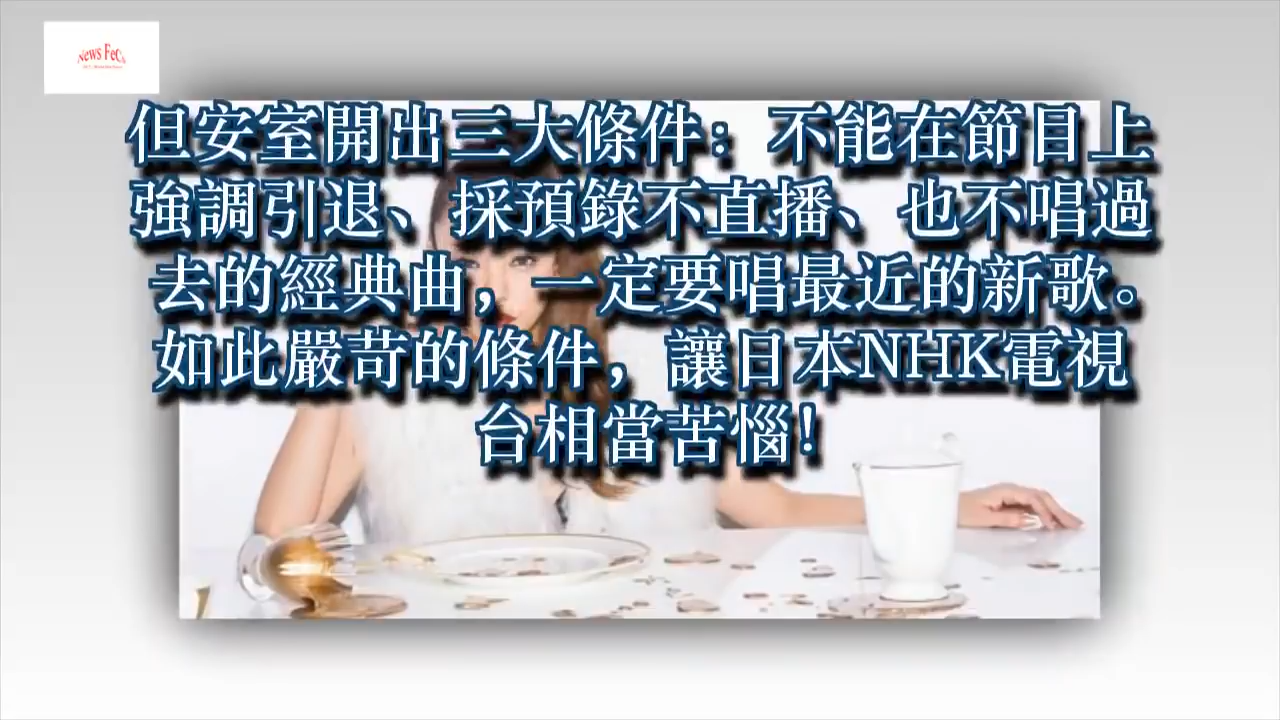 News Fec
但安室開出三大條件：不能在節目上
強調引退、採預錄不直播、也不唱過
去的經典曲，一定要唱最近的新歌。
如此嚴苛的條件，讓日本NHK電視
台相當苦惱！